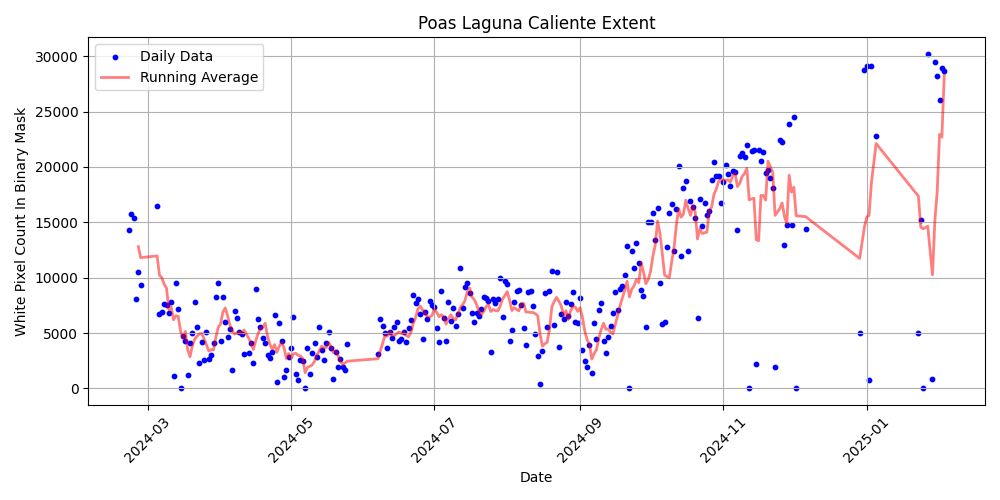 Poas Laguna Caliente Extent
Daily Data
Running Average
White Pixel Count In Binary Mask
30000
25000
20000
15000
10000
5000
0
2024-03
2024-05
2024-07
2024-09
2024-11
2025-01
Date